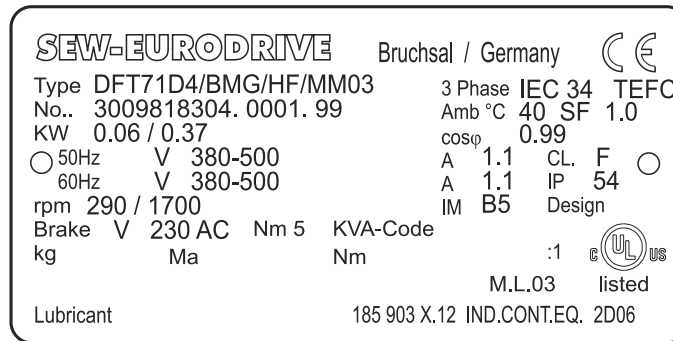 SEW-EURODRIVE Bruchsal / Germany CE
Type DFT71D4/BMG/HF/MM03 3 Phase IEC 34 TEFC
No.. 3009818304. 0001. 99 Amb °C 40 SF 1.0
KW 0.06 / 0.37 cosφ 0.99
50Hz V 380-500 A 1.1 CL. F
60Hz V 380-500 A 1.1 IP 54
rpm 290 / 1700 IM B5 Design
Brake V 230 AC Nm 5 KVA-Code
kg Ma Nm :1 C UL US
M.L.03 listed
Lubricant 185 903 X.12 IND.CONT.EQ. 2D06